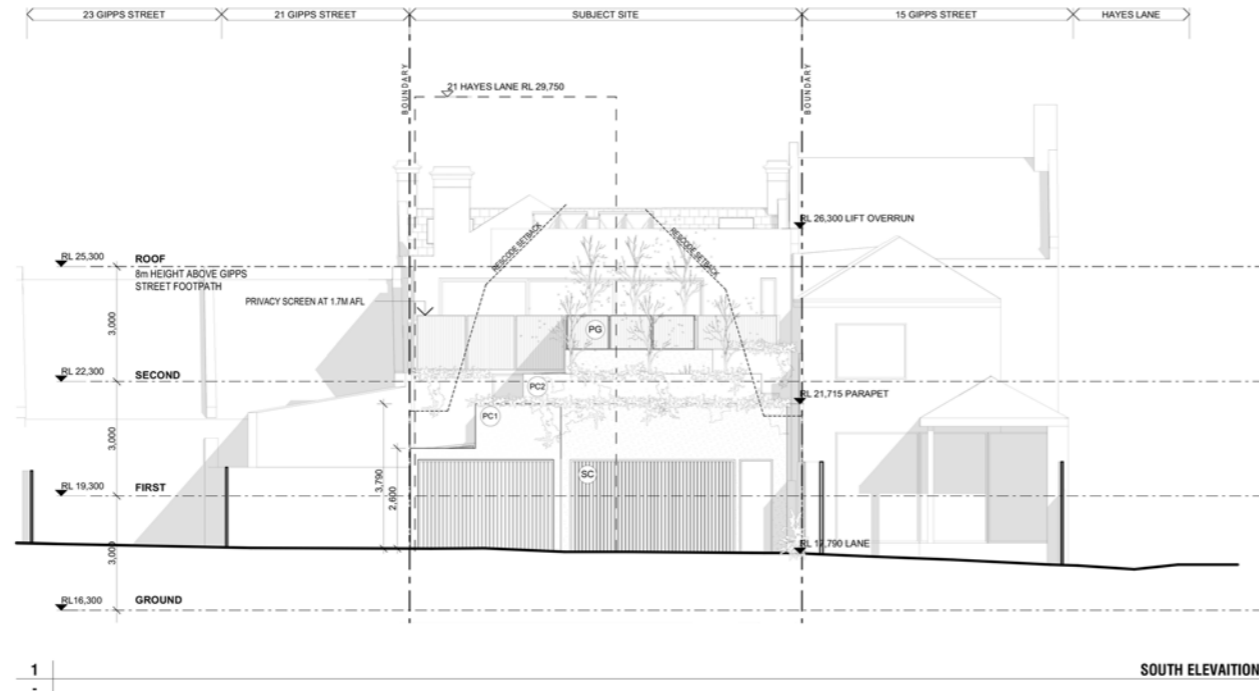 23 GIPPS STREET
21 GIPPS STREET
SUBJECT SITE
15 GIPPS STREET
HAYES LANE
BOUNDARY
BOUNDARY
21 HAYES LANE RL 29,750
RL 26,300 LIFT OVERRUN
RESCODE SETBACK
RESCODE SETBACK
RL 25,300
ROOF
8m HEIGHT ABOVE GIPPS
STREET FOOTPATH
PRIVACY SCREEN AT 1.7M AFL
3,000
PG
RL 22,300
SECOND
PC2
RL 21,715 PARAPET
PC1
3,000
3,790
2,600
SC
RL 19,300
FIRST
RL 17,790 LANE
3,000
RL16,300
GROUND
1
-
SOUTH ELEVAITION